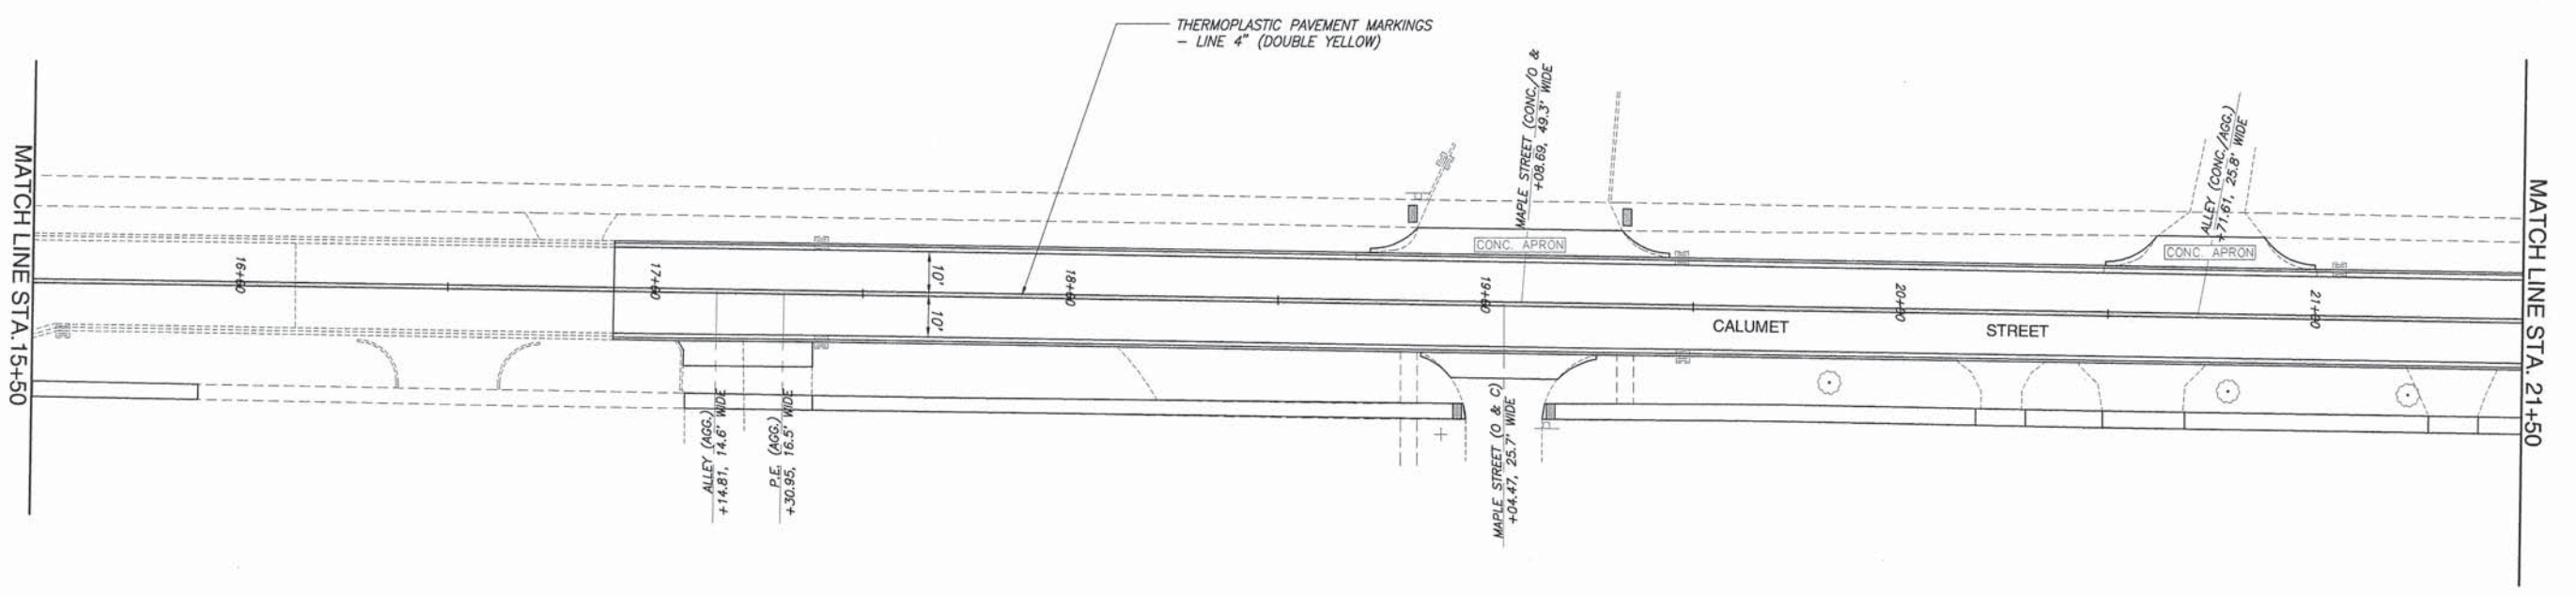 THERMOPLASTIC PAVEMENT MARKINGS
- LINE 4" (DOUBLE YELLOW)
MATCH LINE STA.15+50
16+00
17+00
10'
10'
18+00
MAPLE STREET (CONC./O &
+08.69, 49.3' WIDE
CONC. APRON
19+00
20+00
CALUMET STREET
ALLEY (CONC./AGG.)
+71.61, 25.8' WIDE
CONC. APRON
21+00
MATCH LINE STA. 21+50
ALLEY (AGG.)
+14.81, 14.6' WIDE
P.E. (AGG.)
+30.95, 16.5' WIDE
MAPLE STREET (O & C)
+04.47, 25.7' WIDE